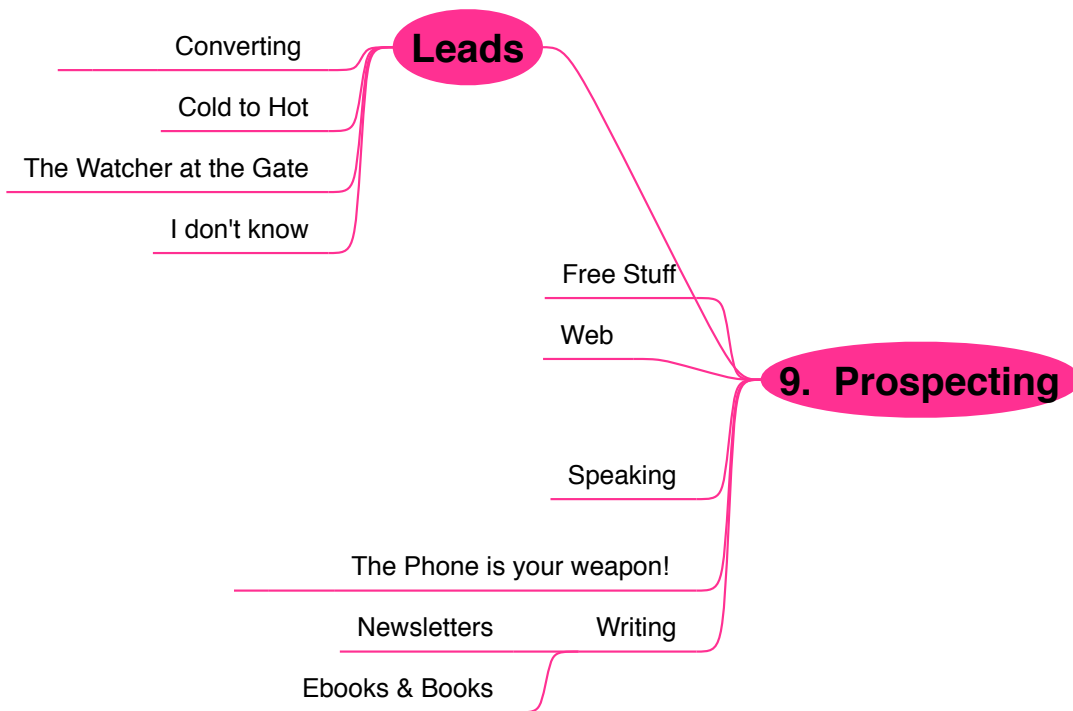 Leads
Converting
Cold to Hot
The Watcher at the Gate
I don't know
Free Stuff
Web
9. Prospecting
Speaking
The Phone is your weapon!
Writing
Newsletters
Ebooks & Books